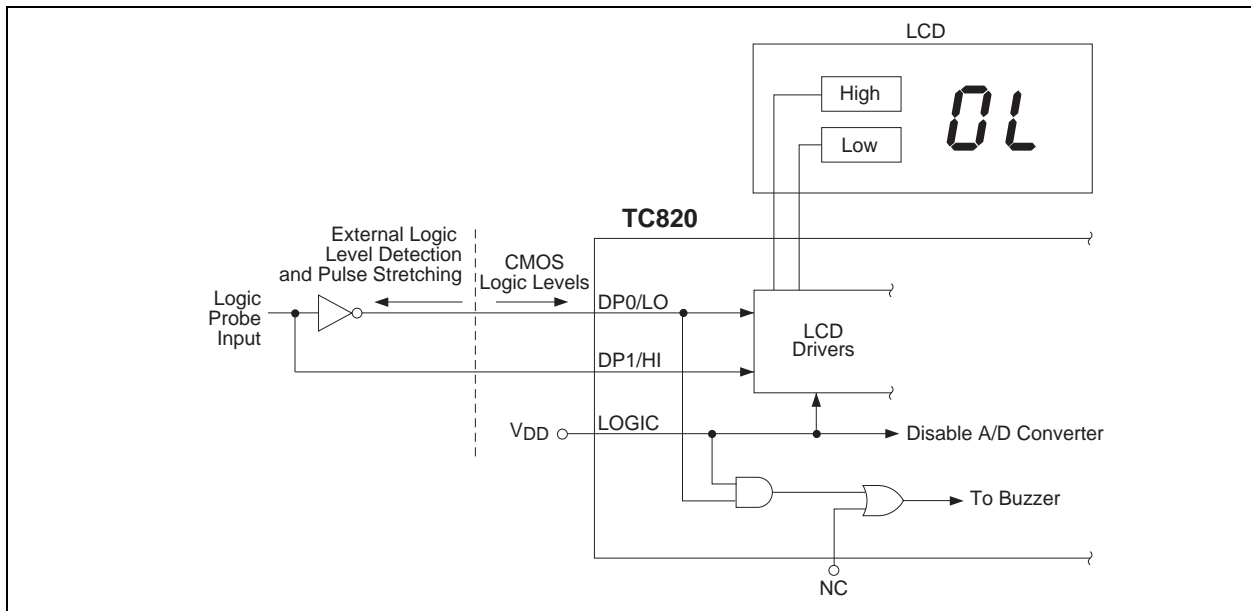 LCD
High
Low
OL
TC820
External Logic
Level Detection
and Pulse Stretching
CMOS
Logic Levels
Logic
Probe
Input
DP0/LO
LCD
Drivers
DP1/HI
VDD
LOGIC
Disable A/D Converter
To Buzzer
NC